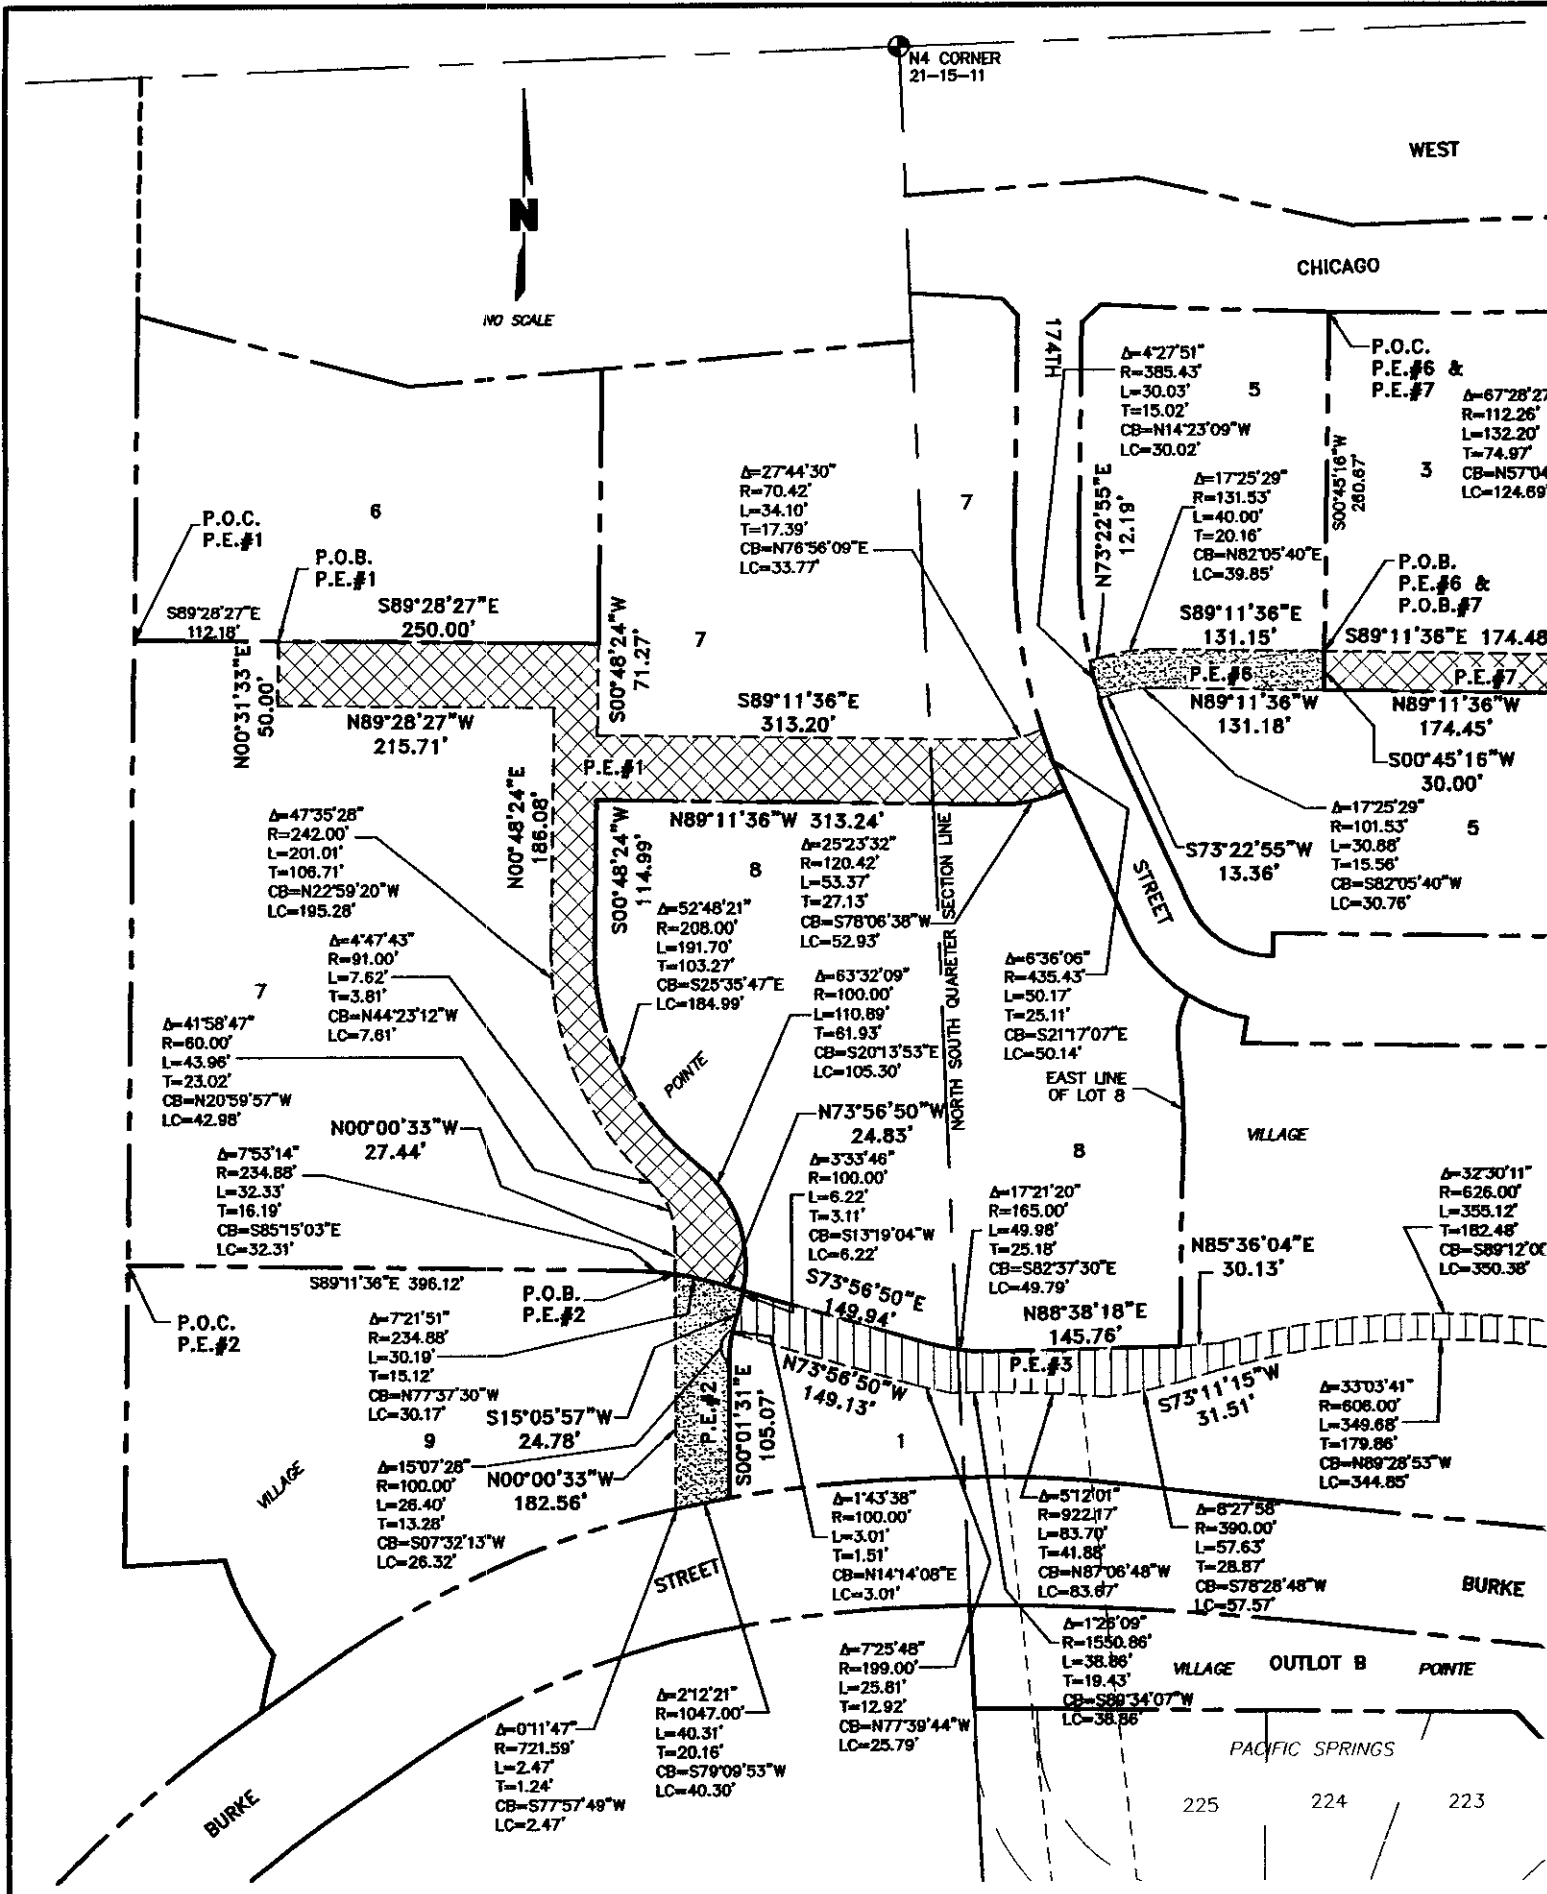 N4 CORNER
21-15-11
WEST
CHICAGO
N
NO SCALE
174TH
P.O.C.
P.E.#6 &
P.E.#7
Δ=4°27'51"
R=385.43'
L=30.03'
T=15.02'
CB=N14°23'09"W
LC=30.02'
5
Δ=67°28'27
R=112.26'
L=132.20'
T=74.97'
CB=N57°04
LC=124.69'
3
S00°45'16"W
260.67'
Δ=27°44'30"
R=70.42'
L=34.10'
T=17.39'
CB=N76°56'09"E
LC=33.77'
7
N73°22'55"E
12.19'
Δ=17°25'29"
R=131.53'
L=40.00'
T=20.16'
CB=N82°05'40"E
LC=39.85'
6
P.O.C.
P.E.#1
P.O.B.
P.E.#1
P.O.B.
P.E.#6 &
P.O.B.#7
S89°28'27"E
112.18'
S89°28'27"E
250.00'
S00°48'24"W
71.27'
7
S89°11'36"E
131.15'
S89°11'36"E 174.48
P.E.#6
P.E.#7
N00°31'33"E
50.00'
N89°28'27"W
215.71'
S89°11'36"E
313.20'
N89°11'36"W
131.18'
N89°11'36"W
174.45'
S00°45'16"W
30.00'
P.E.#1
N00°48'24"E
186.08'
N89°11'36"W 313.24'
S00°48'24"W
114.99'
Δ=47°35'28"
R=242.00'
L=201.01'
T=106.71'
CB=N22°59'20"W
LC=195.28'
8
Δ=25°23'32"
R=120.42'
L=53.37'
T=27.13'
CB=S78°06'38"W
LC=52.93'
Δ=17°25'29"
R=101.53'
L=30.88'
T=15.56'
CB=S82°05'40"W
LC=30.76'
5
S73°22'55"W
13.36'
STREET
Δ=52°48'21"
R=208.00'
L=191.70'
T=103.27'
CB=S25°35'47"E
LC=184.99'
Δ=4°47'43"
R=91.00'
L=7.62'
T=3.81'
CB=N44°23'12"W
LC=7.61'
NORTH SOUTH QUARETER SECTION LINE
Δ=6°36'06"
R=435.43'
L=50.17'
T=25.11'
CB=S21°17'07"E
LC=50.14'
Δ=63°32'09"
R=100.00'
L=110.89'
T=61.93'
CB=S20°13'53"E
LC=105.30'
7
Δ=41°58'47"
R=60.00'
L=43.96'
T=23.02'
CB=N20°59'57"W
LC=42.98'
POINTE
EAST LINE
OF LOT 8
N00°00'33"W
27.44'
N73°56'50"W
24.83'
VILLAGE
8
Δ=7°53'14"
R=234.88'
L=32.33'
T=16.19'
CB=S85°15'03"E
LC=32.31'
Δ=3°33'46"
R=100.00'
L=6.22'
T=3.11'
CB=S13°19'04"W
LC=6.22'
Δ=17°21'20"
R=165.00'
L=49.98'
T=25.18'
CB=S82°37'30"E
LC=49.79'
Δ=32°30'11"
R=626.00'
L=355.12'
T=182.48'
CB=S89°12'00
LC=350.38'
N85°36'04"E
30.13'
S89°11'36"E 396.12'
P.O.B.
P.E.#2
S73°56'50"E
149.94'
N88°38'18"E
145.76'
P.O.C.
P.E.#2
Δ=7°21'51"
R=234.88'
L=30.19'
T=15.12'
CB=N77°37'30"W
LC=30.17'
P.E.#3
N73°56'50"W
149.13'
S73°11'15"W
31.51'
Δ=33°03'41"
R=606.00'
L=349.68'
T=179.86'
CB=N89°28'53"W
LC=344.85'
P.E.#2
S00°01'31"E
105.07'
S15°05'57"W
24.78'
9
1
N00°00'33"W
182.56'
Δ=15°07'28"
R=100.00'
L=26.40'
T=13.28'
CB=S07°32'13"W
LC=26.32'
VILLAGE
Δ=1°43'38"
R=100.00'
L=3.01'
T=1.51'
CB=N14°14'08"E
LC=3.01'
Δ=5°12'01"
R=922.17'
L=83.70'
T=41.88'
CB=N87°06'48"W
LC=83.67'
Δ=8°27'58"
R=390.00'
L=57.63'
T=28.87'
CB=S78°28'48"W
LC=57.57'
STREET
BURKE
Δ=7°25'48"
R=199.00'
L=25.81'
T=12.92'
CB=N77°39'44"W
LC=25.79'
Δ=1°26'09"
R=1550.86'
L=38.86'
T=19.43'
CB=S89°34'07"W
LC=38.86'
VILLAGE
OUTLOT B
POINTE
Δ=2°12'21"
R=1047.00'
L=40.31'
T=20.16'
CB=S79°09'53"W
LC=40.30'
Δ=0°11'47"
R=721.59'
L=2.47'
T=1.24'
CB=S77°57'49"W
LC=2.47'
PACIFIC SPRINGS
BURKE
225
224
223